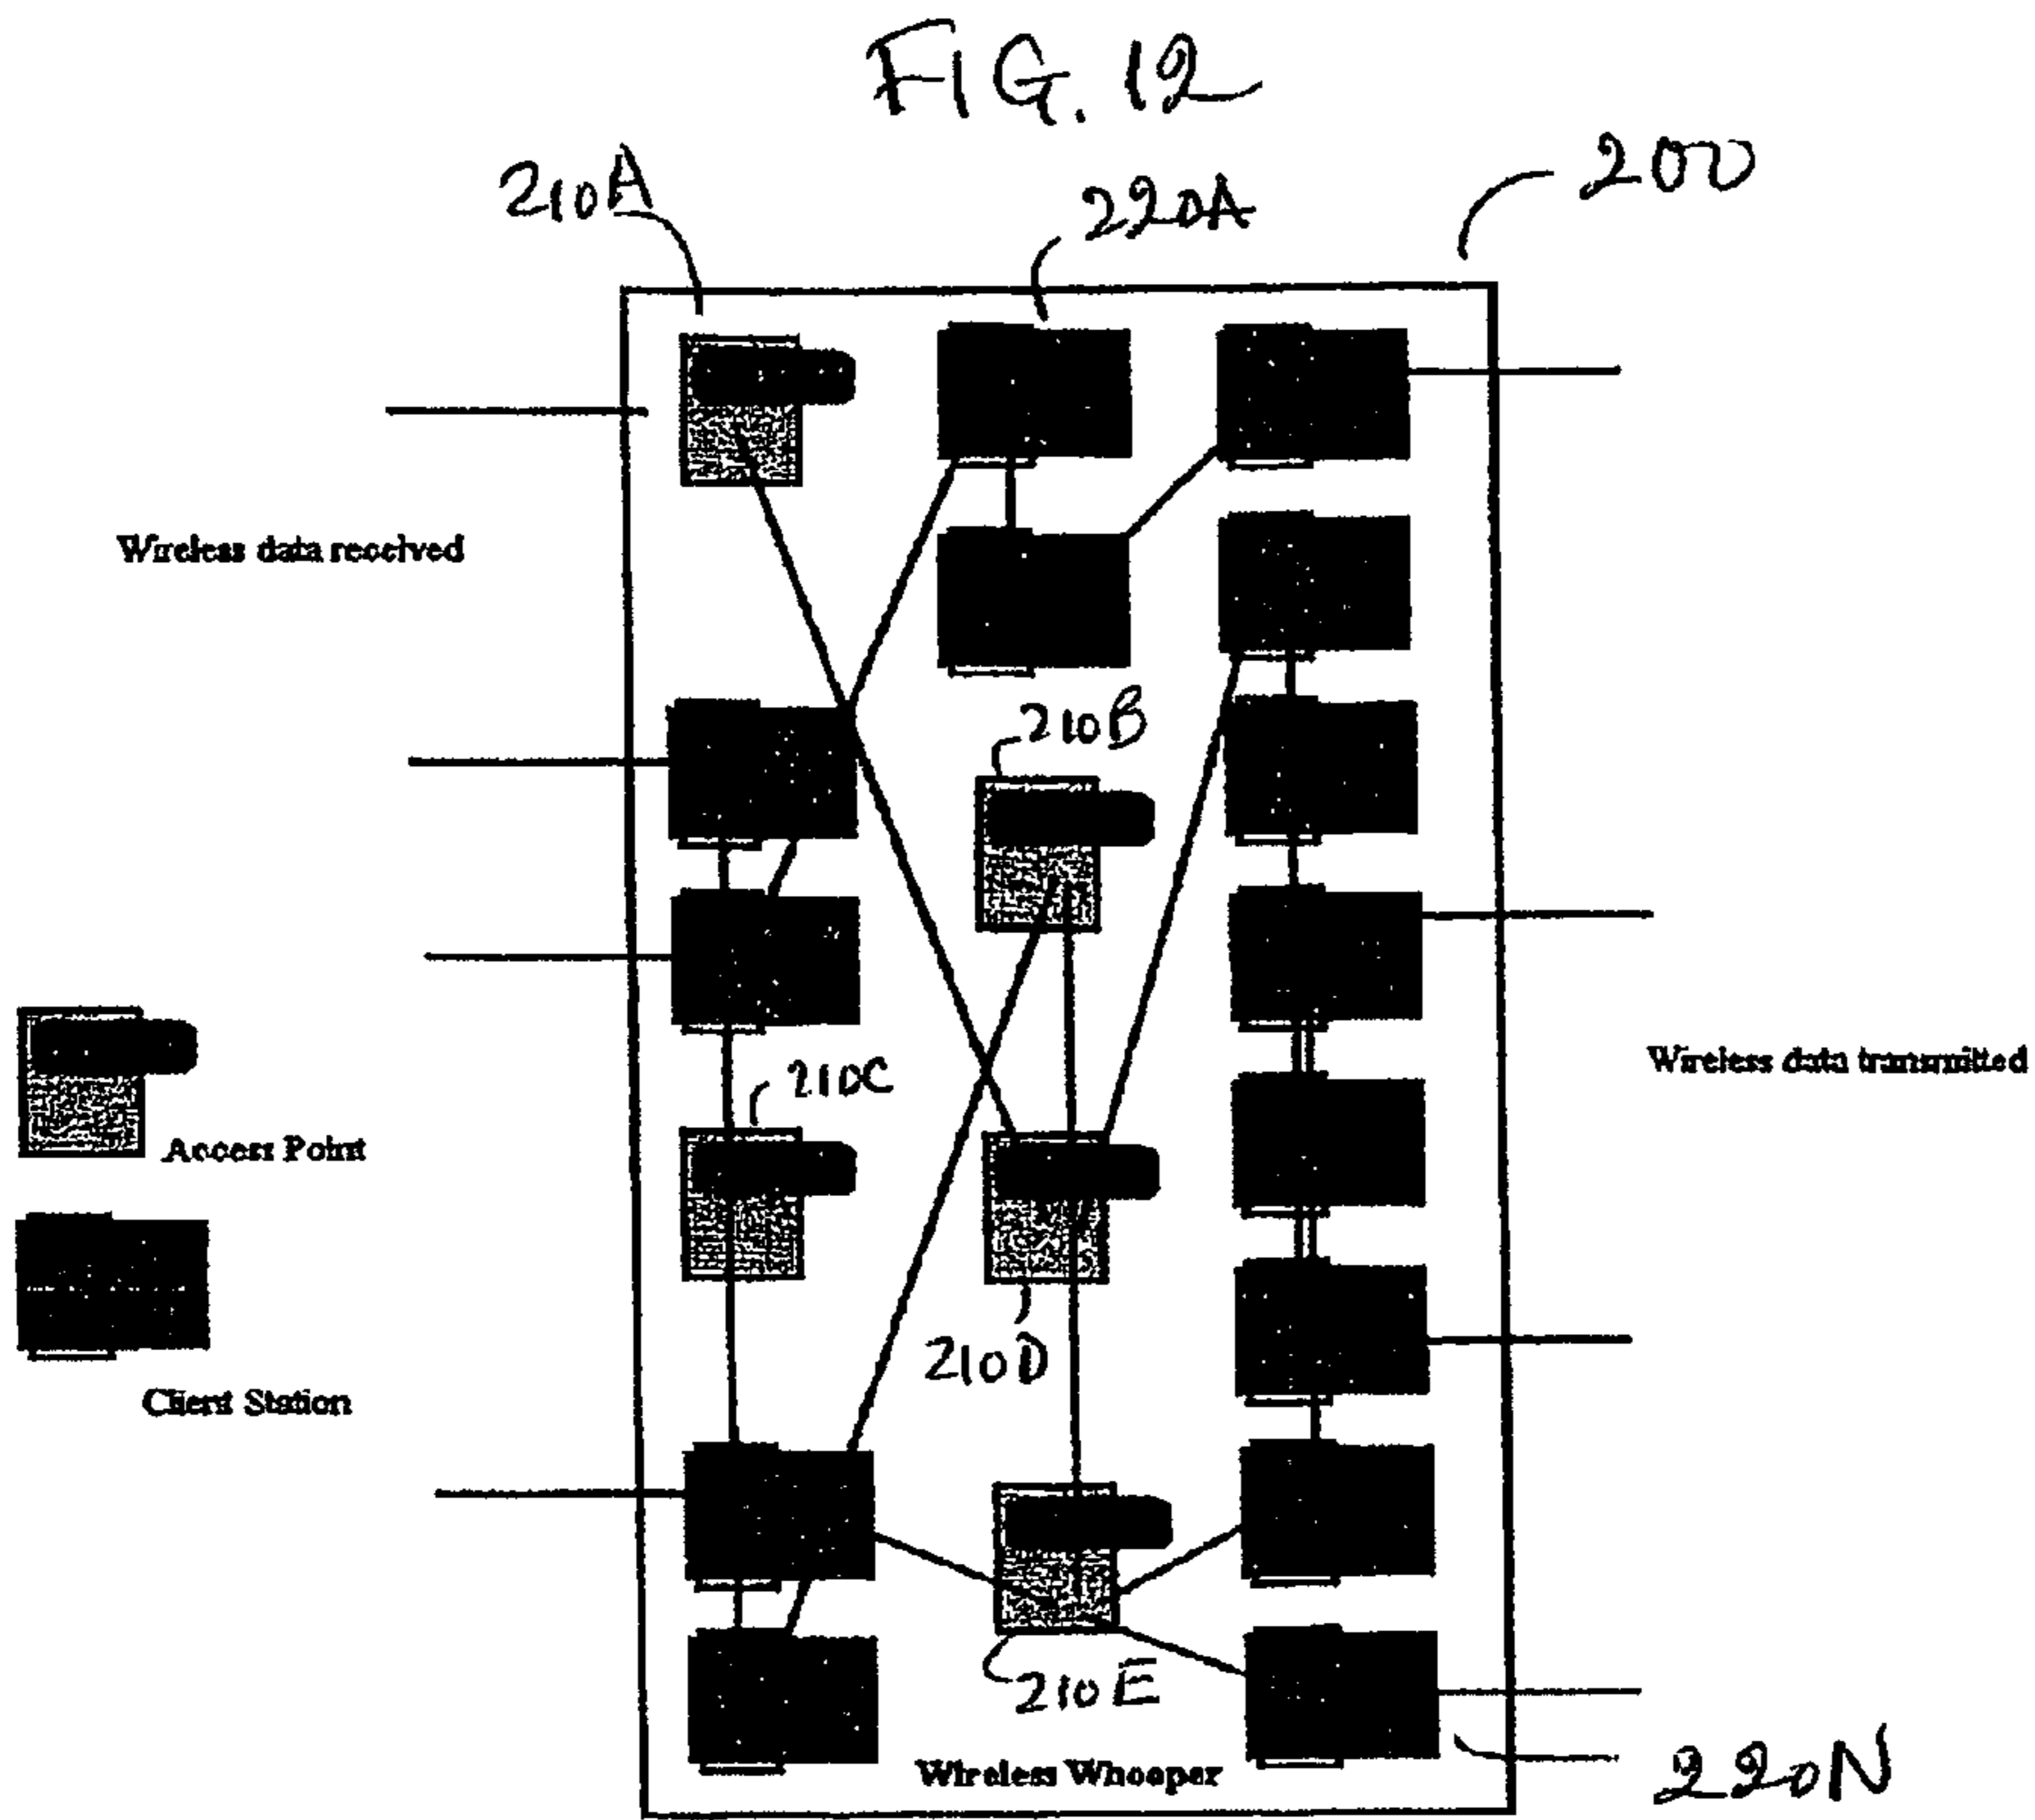 FIG. 12
210A
220A
200
Wireless data received
210B
210C
Wireless data transmitted
Access Point
210D
Client Station
210E
Wireless Whooper
220N